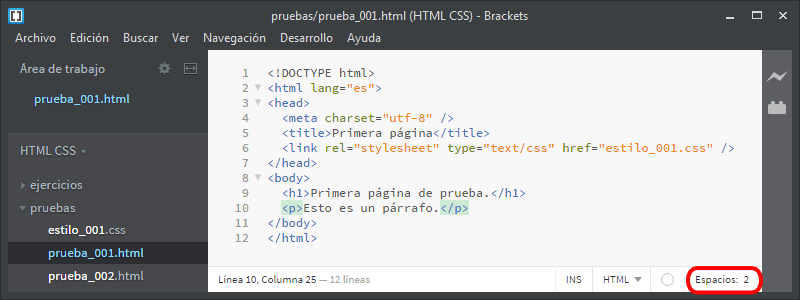 pruebas/prueba_001.html (HTML CSS) - Brackets
Archivo Edición Buscar Ver Navegación Desarrollo Ayuda
Área de trabajo
prueba_001.html
HTML CSS
ejercicios
pruebas
estilo_001.css
prueba_001.html
prueba_002.html
1 <!DOCTYPE html>
2 <html lang="es">
3 <head>
4 <meta charset="utf-8" />
5 <title>Primera página</title>
6 <link rel="stylesheet" type="text/css" href="estilo_001.css" />
7 </head>
8 <body>
9 <h1>Primera página de prueba.</h1>
10 <p>Esto es un párrafo.</p>
11 </body>
12 </html>
Línea 10, Columna 25 — 12 líneas INS HTML Espacios: 2